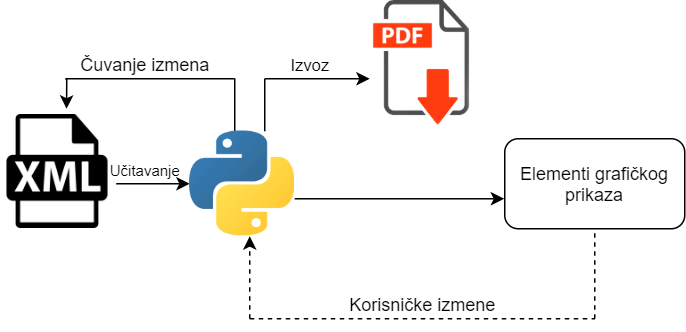 PDF
Čuvanje izmena
Izvoz
XML
Učitavanje
Elementi grafičkog
prikaza
Korisničke izmene